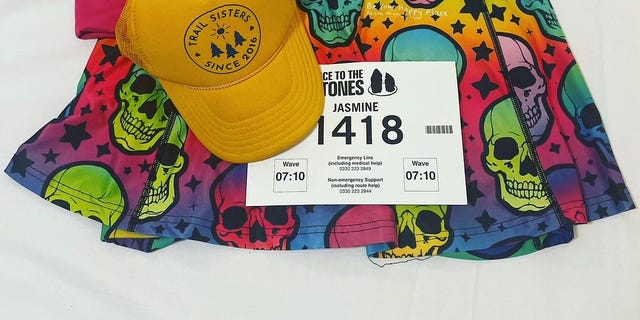 TRAIL SISTERS
SINCE 2016
CE TO THE
TONES
JASMINE
1418
Emergency Line
(including medical help)
0330 223 2849
Non-emergency Support
(including route help)
0330 223 2844
Wave
07:10
Wave
07:10